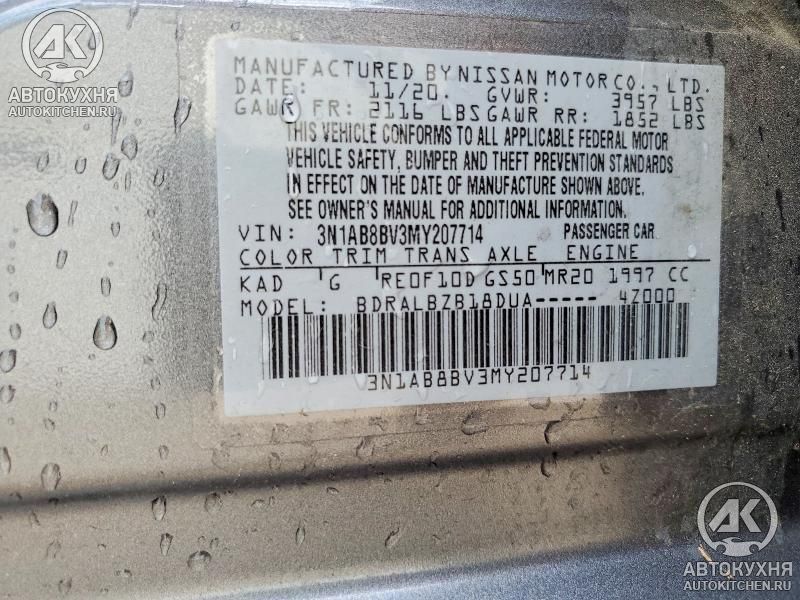 AK
АВТОКУХНЯ
AUTOKITCHEN.RU
MANUFACTURED BY NISSAN MOTOR CO., LTD.
DATE: 11/20. GVWR: 3957 LBS
GAWR FR: 2116 LBS GAWR RR: 1852 LBS
THIS VEHICLE CONFORMS TO ALL APPLICABLE FEDERAL MOTOR
VEHICLE SAFETY, BUMPER AND THEFT PREVENTION STANDARDS
IN EFFECT ON THE DATE OF MANUFACTURE SHOWN ABOVE.
SEE OWNER'S MANUAL FOR ADDITIONAL INFORMATION.
VIN: 3N1AB8BV3MY207714 PASSENGER CAR
COLOR TRIM TRANS AXLE ENGINE
KAD G RE0F10D GS50 MR20 1997 CC
MODEL: BDRALBZB18DUA----- 4Z000
3N1AB8BV3MY207714
AK
АВТОКУХНЯ
AUTOKITCHEN.RU